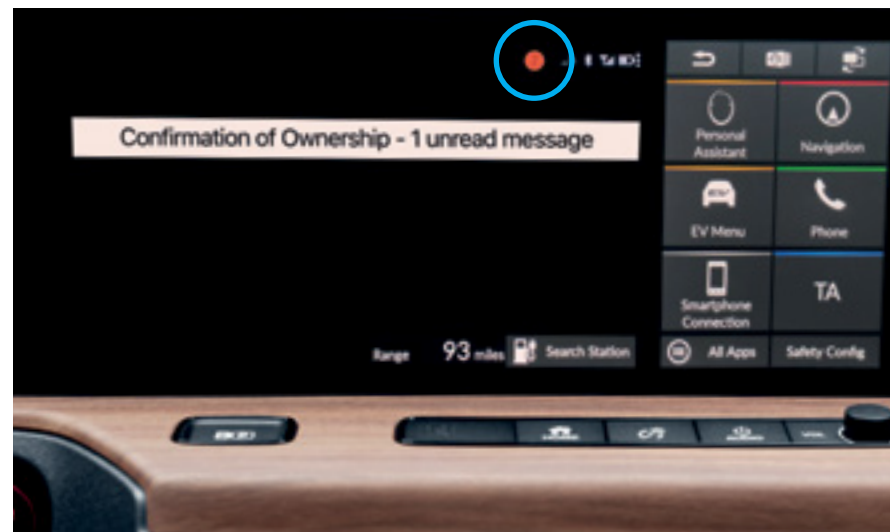 Confirmation of Ownership - 1 unread message
Personal
Assistant
Navigation
EV Menu
Phone
Smartphone
Connection
TA
Range 93 miles Search Station
All Apps
Safety Config
VOL